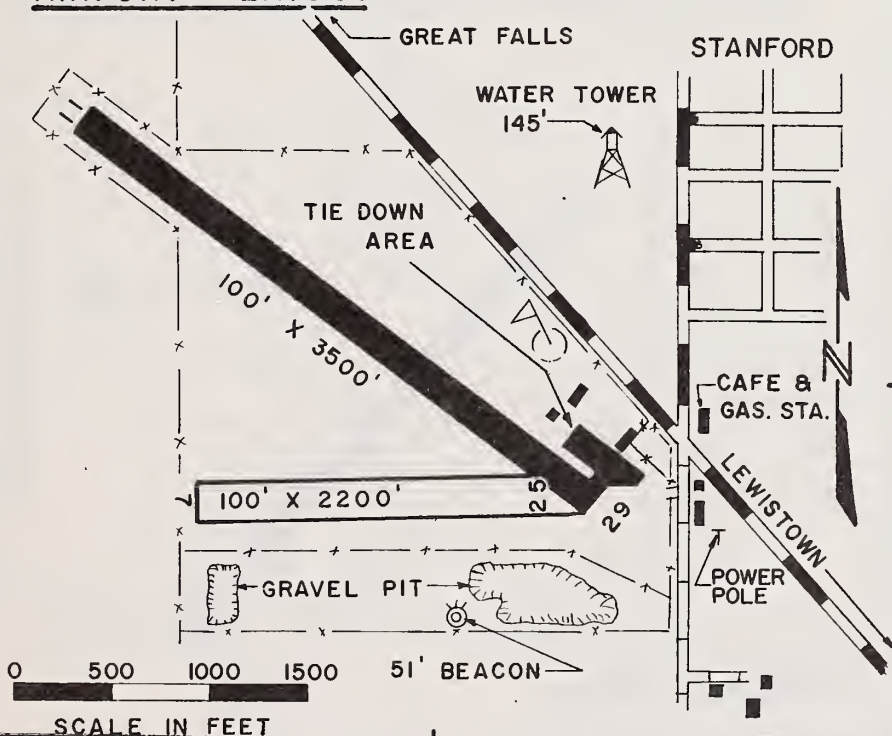 GREAT FALLS
STANFORD
WATER TOWER
145'
TIE DOWN
AREA
100' X 3500'
N
CAFE &
GAS. STA.
7
100' X 2200'
25
29
LEWISTOWN
GRAVEL PIT
POWER
POLE
51' BEACON
0 500 1000 1500
SCALE IN FEET